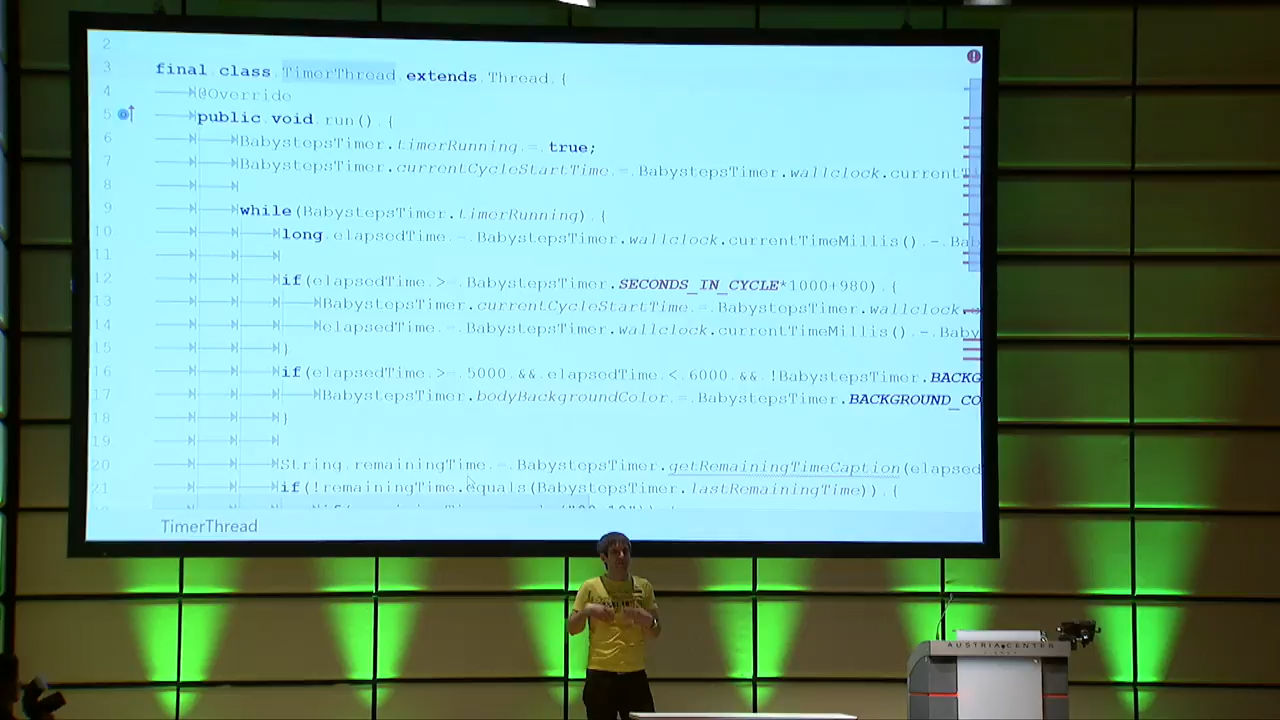 2
3 final class TimerThread extends Thread {
4 @Override
5 public void run() {
6 BabystepsTimer.timerRunning = true;
7 BabystepsTimer.currentCycleStartTime = BabystepsTimer.wallclock.currentTi
8
9 while(BabystepsTimer.timerRunning) {
10 long elapsedTime = BabystepsTimer.wallclock.currentTimeMillis() - Bab
11
12 if(elapsedTime >= BabystepsTimer.SECONDS_IN_CYCLE*1000+980) {
13 BabystepsTimer.currentCycleStartTime = BabystepsTimer.wallclock.
14 elapsedTime = BabystepsTimer.wallclock.currentTimeMillis() - Baby
15 }
16 if(elapsedTime >= 5000 && elapsedTime < 6000 && !BabystepsTimer.BACKG
17 BabystepsTimer.bodyBackgroundColor = BabystepsTimer.BACKGROUND_CO
18 }
19
20 String remainingTime = BabystepsTimer.getRemainingTimeCaption(elapsed
21 if(!remainingTime.equals(BabystepsTimer.lastRemainingTime)) {
TimerThread
AUSTRIA CENTER